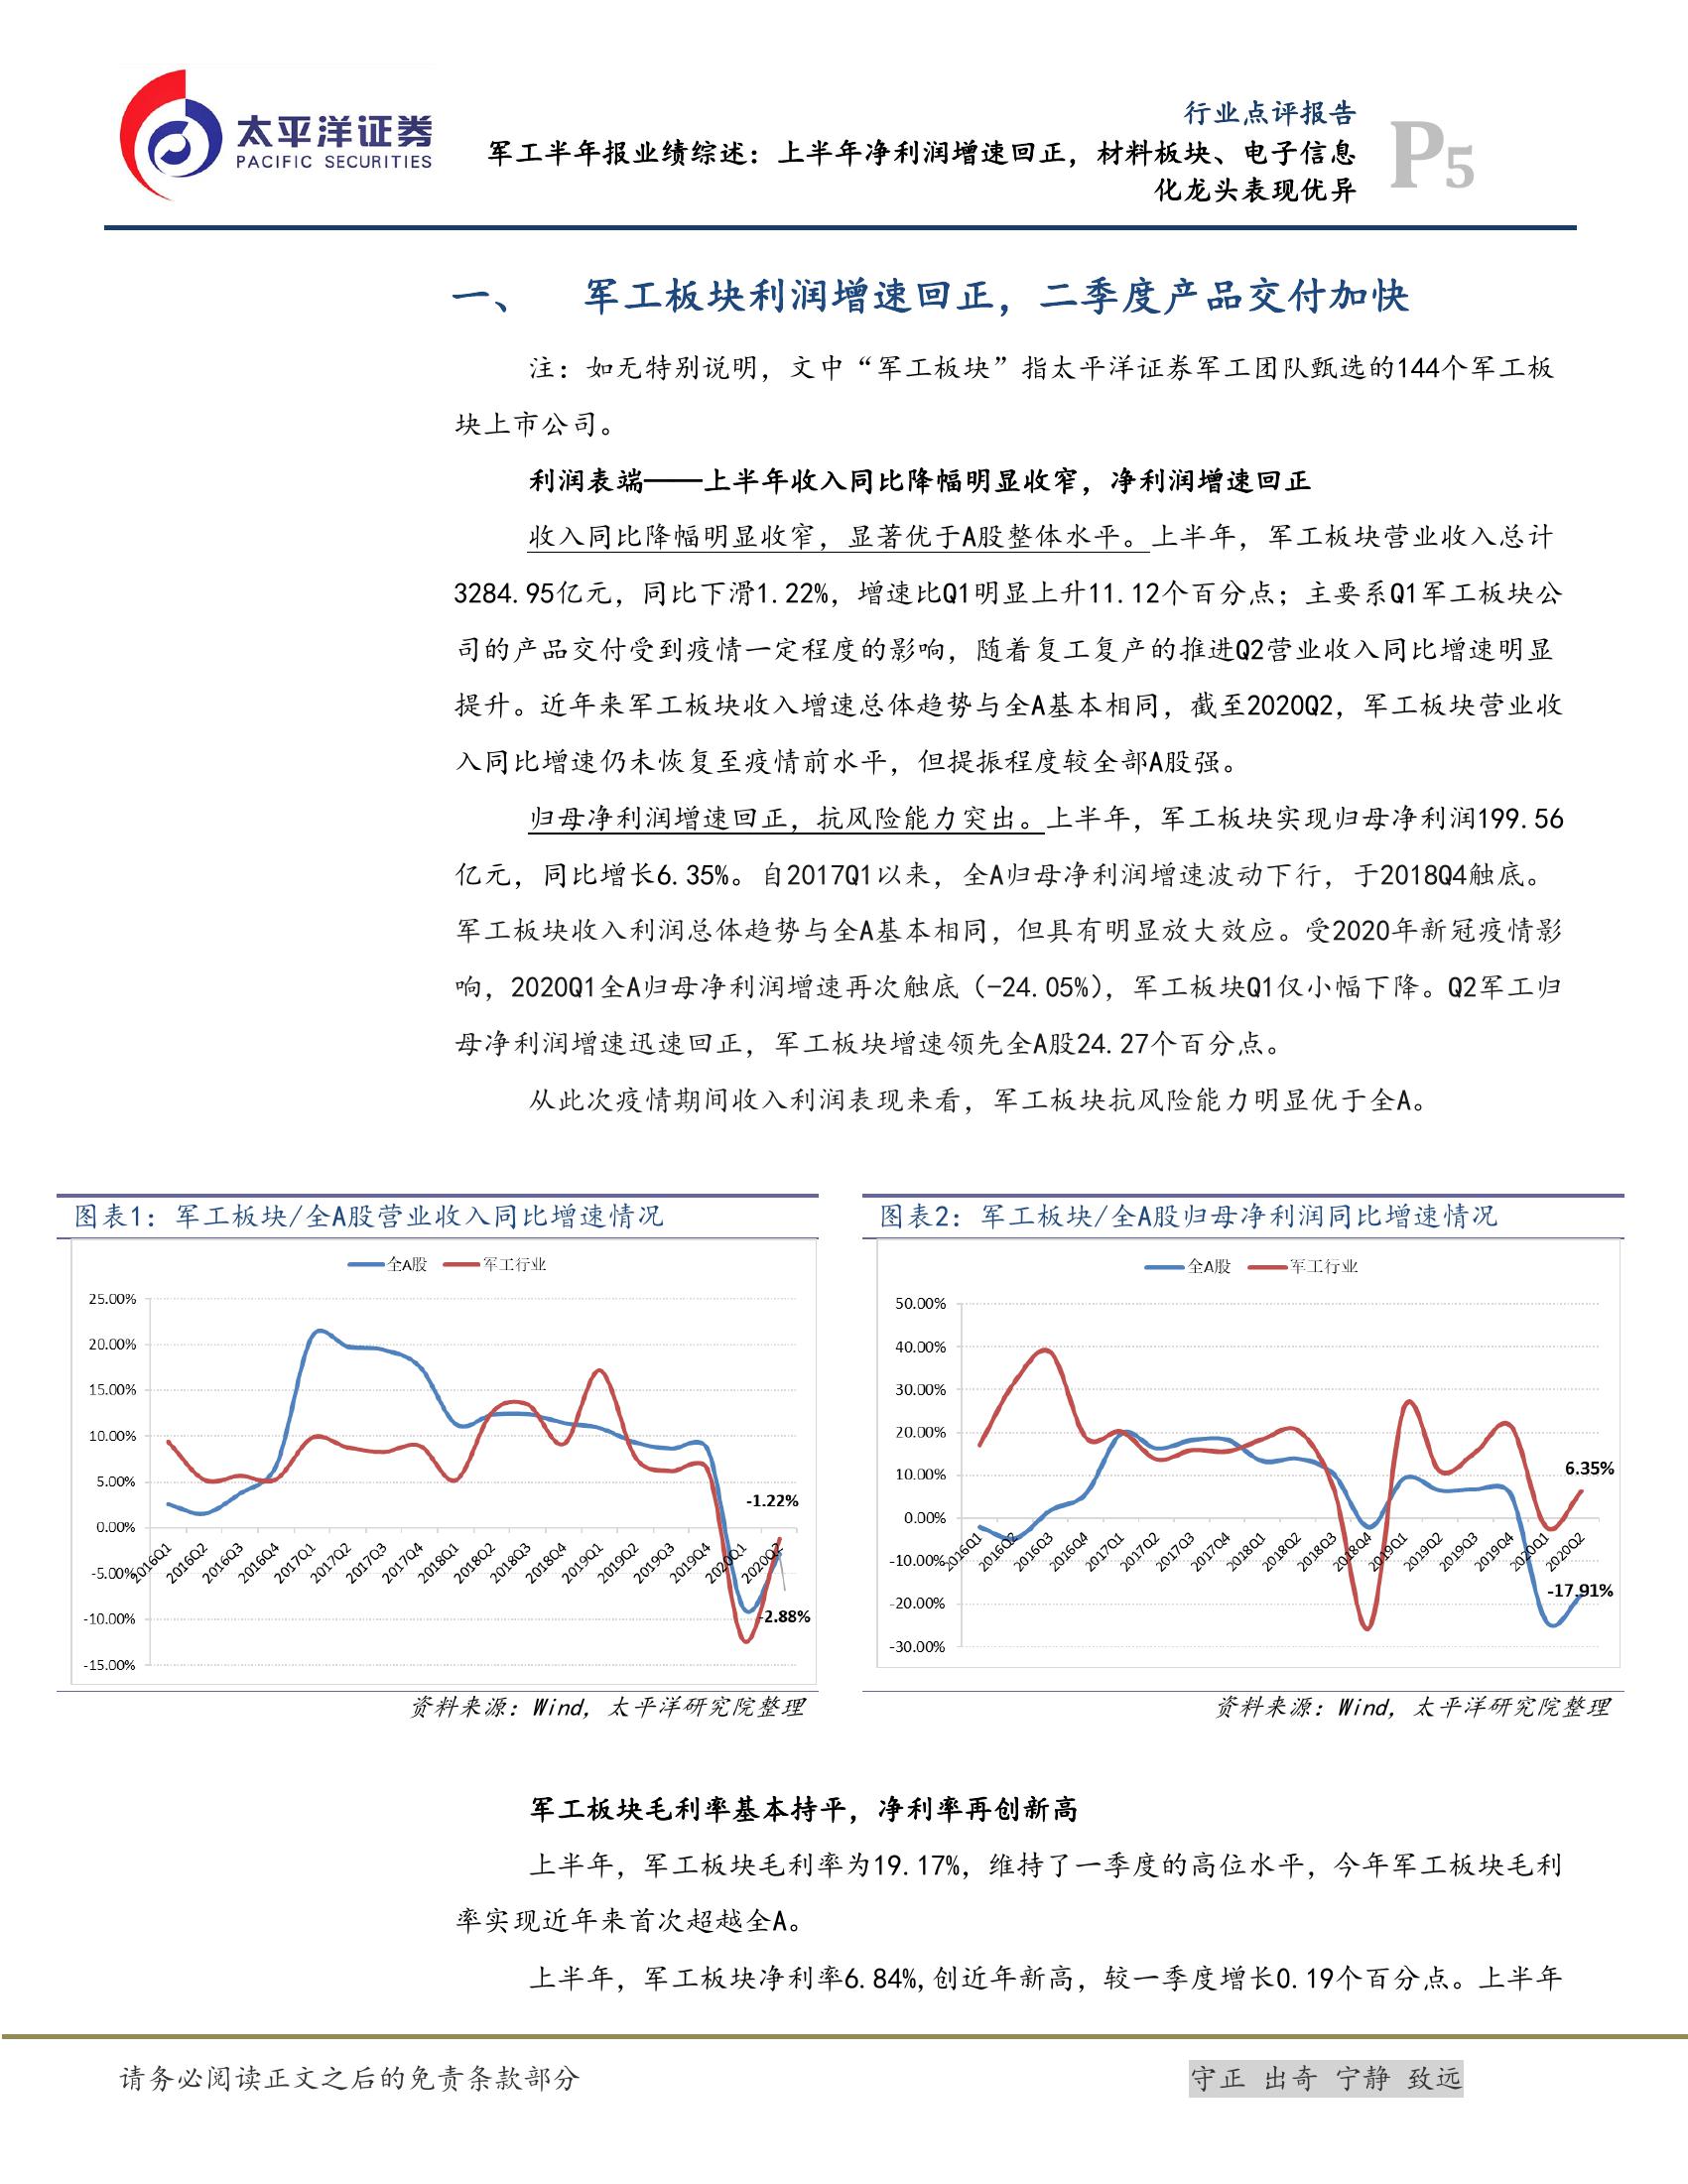 太平洋证券
PACIFIC SECURITIES
行业点评报告
军工半年报业绩综述：上半年净利润增速回正，材料板块、电子信息
化龙头表现优异
P5
一、 军工板块利润增速回正，二季度产品交付加快
注：如无特别说明，文中“军工板块”指太平洋证券军工团队甄选的144个军工板
块上市公司。
利润表端——上半年收入同比降幅明显收窄，净利润增速回正
收入同比降幅明显收窄，显著优于A股整体水平。上半年，军工板块营业收入总计
3284.95亿元，同比下滑1.22%，增速比Q1明显上升11.12个百分点；主要系Q1军工板块公
司的产品交付受到疫情一定程度的影响，随着复工复产的推进Q2营业收入同比增速明显
提升。近年来军工板块收入增速总体趋势与全A基本相同，截至2020Q2，军工板块营业收
入同比增速仍未恢复至疫情前水平，但提振程度较全部A股强。
归母净利润增速回正，抗风险能力突出。上半年，军工板块实现归母净利润199.56
亿元，同比增长6.35%。自2017Q1以来，全A归母净利润增速波动下行，于2018Q4触底。
军工板块收入利润总体趋势与全A基本相同，但具有明显放大效应。受2020年新冠疫情影
响，2020Q1全A归母净利润增速再次触底（-24.05%），军工板块Q1仅小幅下降。Q2军工归
母净利润增速迅速回正，军工板块增速领先全A股24.27个百分点。
从此次疫情期间收入利润表现来看，军工板块抗风险能力明显优于全A。
图表1：军工板块/全A股营业收入同比增速情况
全A股 军工行业
25.00%
20.00%
15.00%
10.00%
5.00%
0.00%
-5.00%
-10.00%
-15.00%
2016Q1 2016Q2 2016Q3 2016Q4 2017Q1 2017Q2 2017Q3 2017Q4 2018Q1 2018Q2 2018Q3 2018Q4 2019Q1 2019Q2 2019Q3 2019Q4 2020Q1 2020Q2
-1.22%
-2.88%
资料来源：Wind，太平洋研究院整理
图表2：军工板块/全A股归母净利润同比增速情况
全A股 军工行业
50.00%
40.00%
30.00%
20.00%
10.00%
0.00%
-10.00%
-20.00%
-30.00%
2016Q1 2016Q2 2016Q3 2016Q4 2017Q1 2017Q2 2017Q3 2017Q4 2018Q1 2018Q2 2018Q3 2018Q4 2019Q1 2019Q2 2019Q3 2019Q4 2020Q1 2020Q2
6.35%
-17.91%
资料来源：Wind，太平洋研究院整理
军工板块毛利率基本持平，净利率再创新高
上半年，军工板块毛利率为19.17%，维持了一季度的高位水平，今年军工板块毛利
率实现近年来首次超越全A。
上半年，军工板块净利率6.84%,创近年新高，较一季度增长0.19个百分点。上半年
请务必阅读正文之后的免责条款部分
守正 出奇 宁静 致远